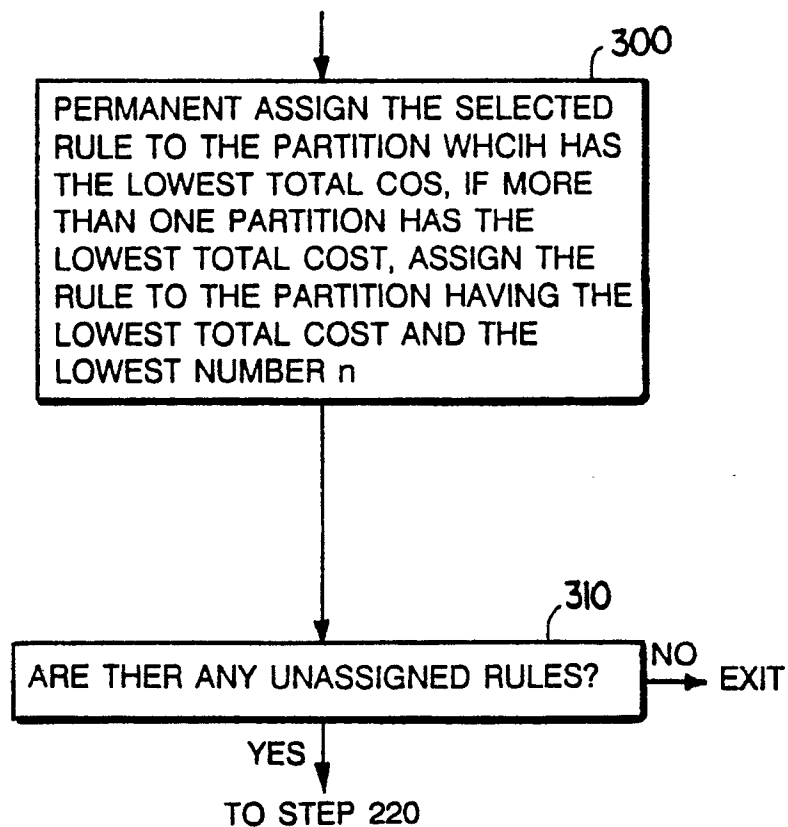 300
PERMANENT ASSIGN THE SELECTED
RULE TO THE PARTITION WHCIH HAS
THE LOWEST TOTAL COS, IF MORE
THAN ONE PARTITION HAS THE
LOWEST TOTAL COST, ASSIGN THE
RULE TO THE PARTITION HAVING THE
LOWEST TOTAL COST AND THE
LOWEST NUMBER n
310
ARE THER ANY UNASSIGNED RULES?
NO
EXIT
YES
TO STEP 220